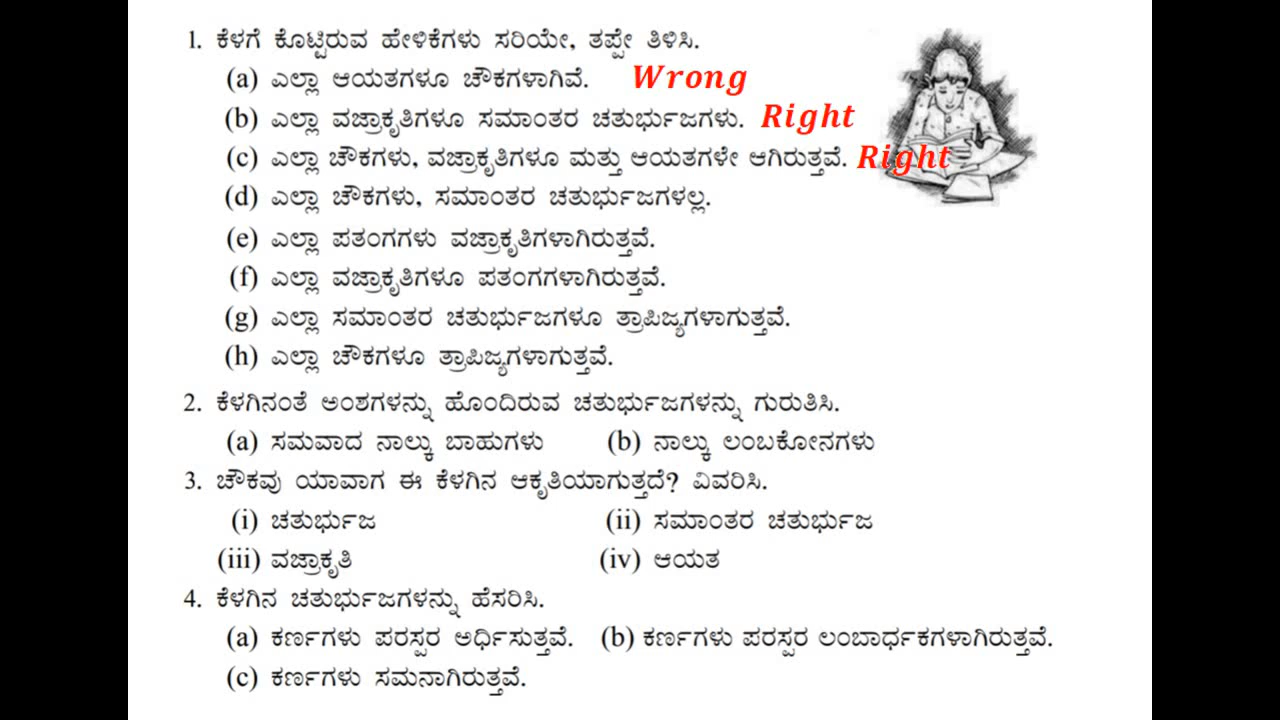 1. ಕೆಳಗೆ ಕೊಟ್ಟಿರುವ ಹೇಳಿಕೆಗಳು ಸರಿಯೇ, ತಪ್ಪೇ ತಿಳಿಸಿ.
(a) ಎಲ್ಲಾ ಆಯತಗಳೂ ಚೌಕಗಳಾಗಿವೆ. Wrong
(b) ಎಲ್ಲಾ ವಜ್ರಾಕೃತಿಗಳೂ ಸಮಾಂತರ ಚತುರ್ಭುಜಗಳು. Right
(c) ಎಲ್ಲಾ ಚೌಕಗಳು, ವಜ್ರಾಕೃತಿಗಳೂ ಮತ್ತು ಆಯತಗಳೇ ಆಗಿರುತ್ತವೆ. Right
(d) ಎಲ್ಲಾ ಚೌಕಗಳು, ಸಮಾಂತರ ಚತುರ್ಭುಜಗಳಲ್ಲ.
(e) ಎಲ್ಲಾ ಪತಂಗಗಳು ವಜ್ರಾಕೃತಿಗಳಾಗಿರುತ್ತವೆ.
(f) ಎಲ್ಲಾ ವಜ್ರಾಕೃತಿಗಳೂ ಪತಂಗಗಳಾಗಿರುತ್ತವೆ.
(g) ಎಲ್ಲಾ ಸಮಾಂತರ ಚತುರ್ಭುಜಗಳೂ ತ್ರಾಪಿಜ್ಯಗಳಾಗುತ್ತವೆ.
(h) ಎಲ್ಲಾ ಚೌಕಗಳೂ ತ್ರಾಪಿಜ್ಯಗಳಾಗುತ್ತವೆ.
2. ಕೆಳಗಿನಂತೆ ಅಂಶಗಳನ್ನು ಹೊಂದಿರುವ ಚತುರ್ಭುಜಗಳನ್ನು ಗುರುತಿಸಿ.
(a) ಸಮವಾದ ನಾಲ್ಕು ಬಾಹುಗಳು (b) ನಾಲ್ಕು ಲಂಬಕೋನಗಳು
3. ಚೌಕವು ಯಾವಾಗ ಈ ಕೆಳಗಿನ ಆಕೃತಿಯಾಗುತ್ತದೆ? ವಿವರಿಸಿ.
(i) ಚತುರ್ಭುಜ (ii) ಸಮಾಂತರ ಚತುರ್ಭುಜ
(iii) ವಜ್ರಾಕೃತಿ (iv) ಆಯತ
4. ಕೆಳಗಿನ ಚತುರ್ಭುಜಗಳನ್ನು ಹೆಸರಿಸಿ.
(a) ಕರ್ಣಗಳು ಪರಸ್ಪರ ಅರ್ಧಿಸುತ್ತವೆ. (b) ಕರ್ಣಗಳು ಪರಸ್ಪರ ಲಂಬಾರ್ಧಕಗಳಾಗಿರುತ್ತವೆ.
(c) ಕರ್ಣಗಳು ಸಮನಾಗಿರುತ್ತವೆ.